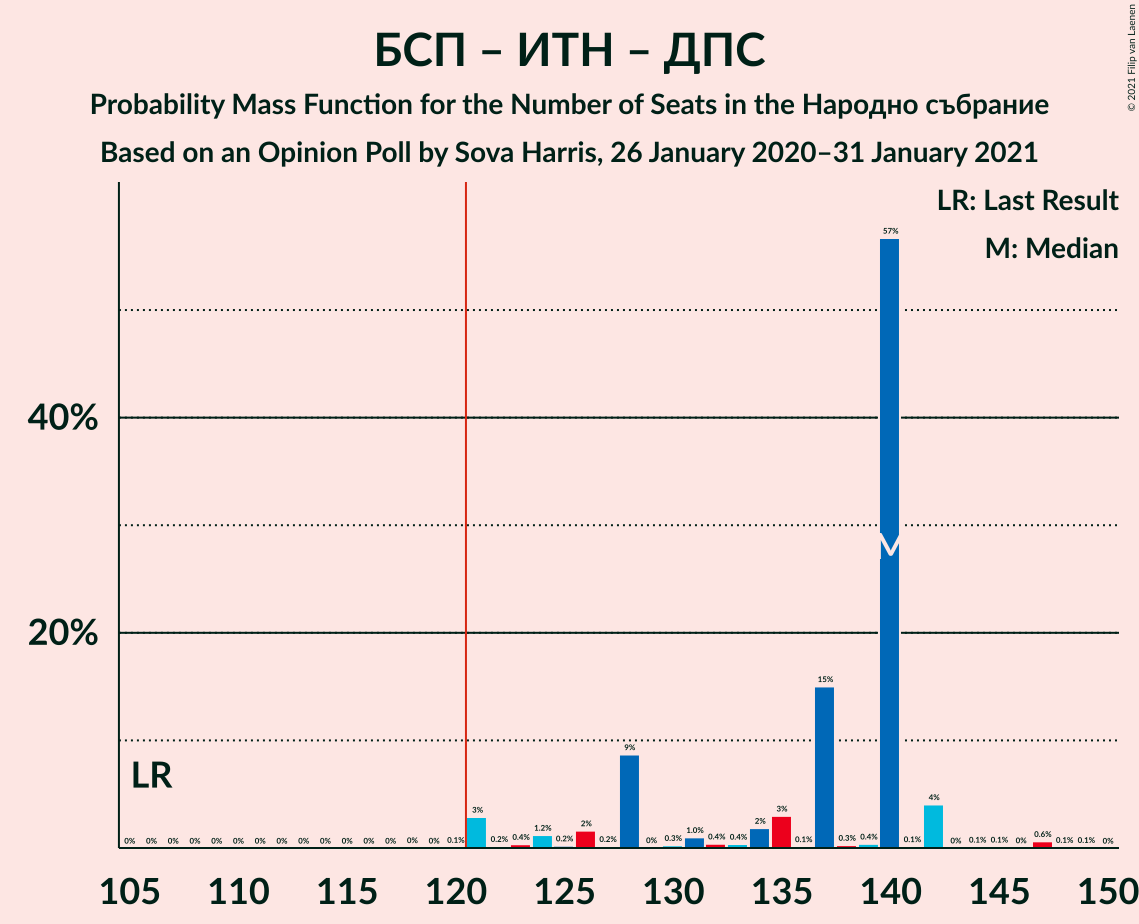 БСП – ИТН – ДПС
Probability Mass Function for the Number of Seats in the Народно събрание
Based on an Opinion Poll by Sova Harris, 26 January 2020–31 January 2021
© 2021 Filip van Laenen
LR: Last Result
M: Median
57%
40%
M
20%
15%
9%
4%
LR
0% 0% 0% 0% 0% 0% 0% 0% 0% 0% 0% 0% 0% 0% 0% 0.1% 3% 0.2% 0.4% 1.2% 0.2% 2% 0.2% 0% 0.3% 1.0% 0.4% 0.4% 2% 3% 0.1% 0.3% 0.4% 0.1% 0% 0.1% 0.1% 0% 0.6% 0.1% 0.1% 0%
105 110 115 120 125 130 135 140 145 150